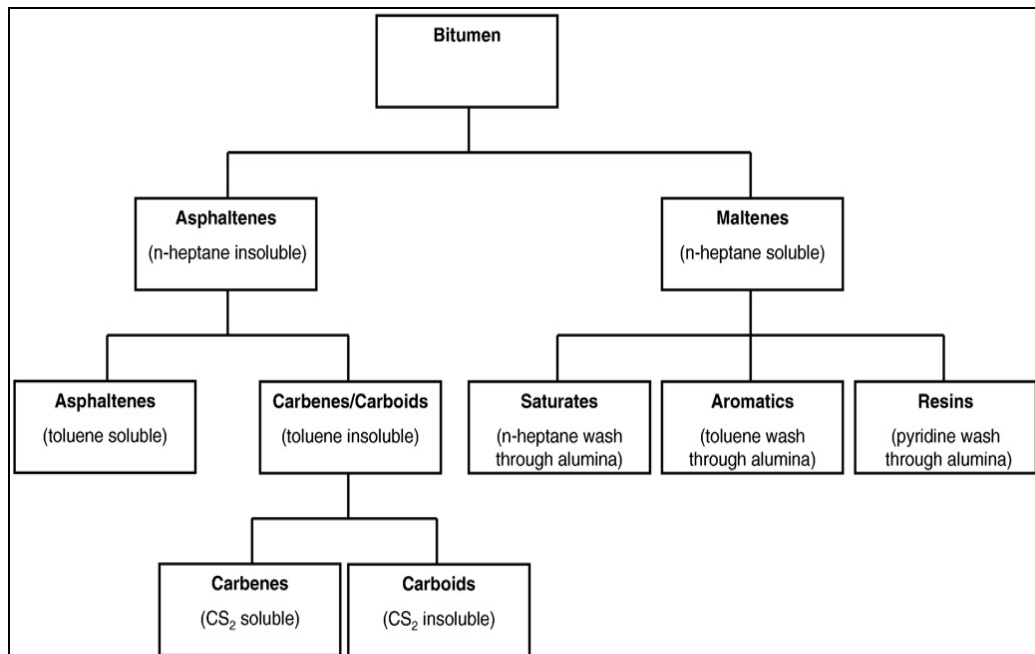 Bitumen
Asphaltenes
(n-heptane insoluble)
Maltenes
(n-heptane soluble)
Asphaltenes
(toluene soluble)
Carbenes/Carboids
(toluene insoluble)
Saturates
(n-heptane wash
through alumina)
Aromatics
(toluene wash
through alumina)
Resins
(pyridine wash
through alumina)
Carbenes
(CS₂ soluble)
Carboids
(CS₂ insoluble)